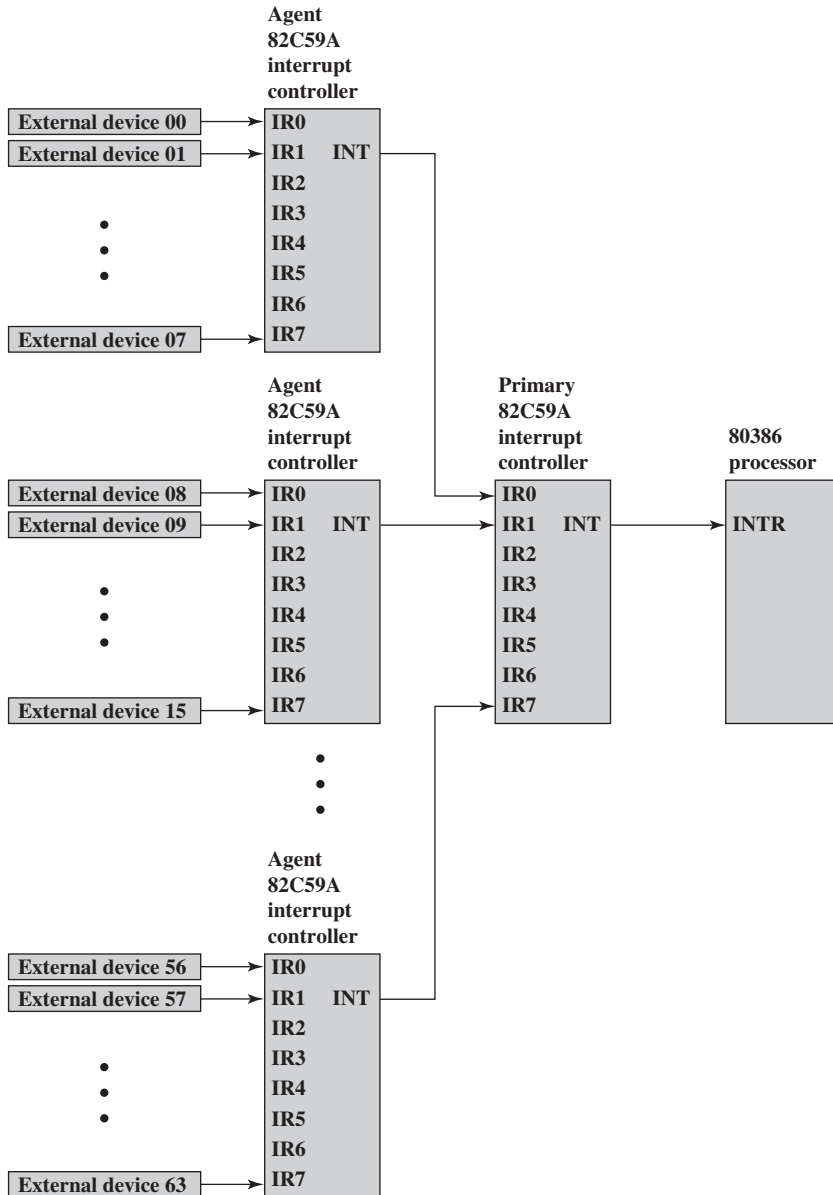 Agent
82C59A
interrupt
controller
External device 00
IR0
External device 01
IR1 INT
IR2
IR3
IR4
IR5
IR6
External device 07
IR7
Agent
82C59A
interrupt
controller
Primary
82C59A
interrupt
controller
80386
processor
External device 08
IR0
External device 09
IR1 INT
IR2
IR3
IR4
IR5
IR6
External device 15
IR7
IR0
IR1 INT
IR2
IR3
IR4
IR5
IR6
IR7
INTR
Agent
82C59A
interrupt
controller
External device 56
IR0
External device 57
IR1 INT
IR2
IR3
IR4
IR5
IR6
External device 63
IR7